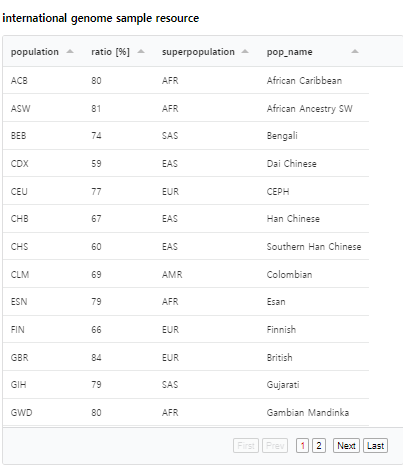 international genome sample resource
population ratio [%] superpopulation pop_name
ACB 80 AFR African Caribbean
ASW 81 AFR African Ancestry SW
BEB 74 SAS Bengali
CDX 59 EAS Dai Chinese
CEU 77 EUR CEPH
CHB 67 EAS Han Chinese
CHS 60 EAS Southern Han Chinese
CLM 69 AMR Colombian
ESN 79 AFR Esan
FIN 66 EUR Finnish
GBR 84 EUR British
GIH 79 SAS Gujarati
GWD 80 AFR Gambian Mandinka
First Prev 1 2 Next Last